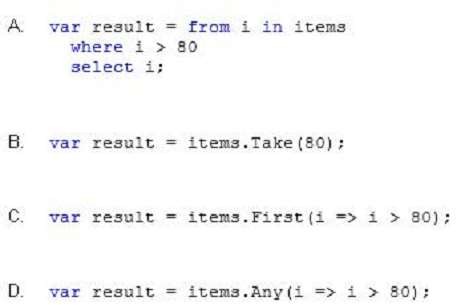 A. var result = from i in items
where i > 80
select i;
B. var result = items.Take(80);
C. var result = items.First(i => i > 80);
D. var result = items.Any(i => i > 80);